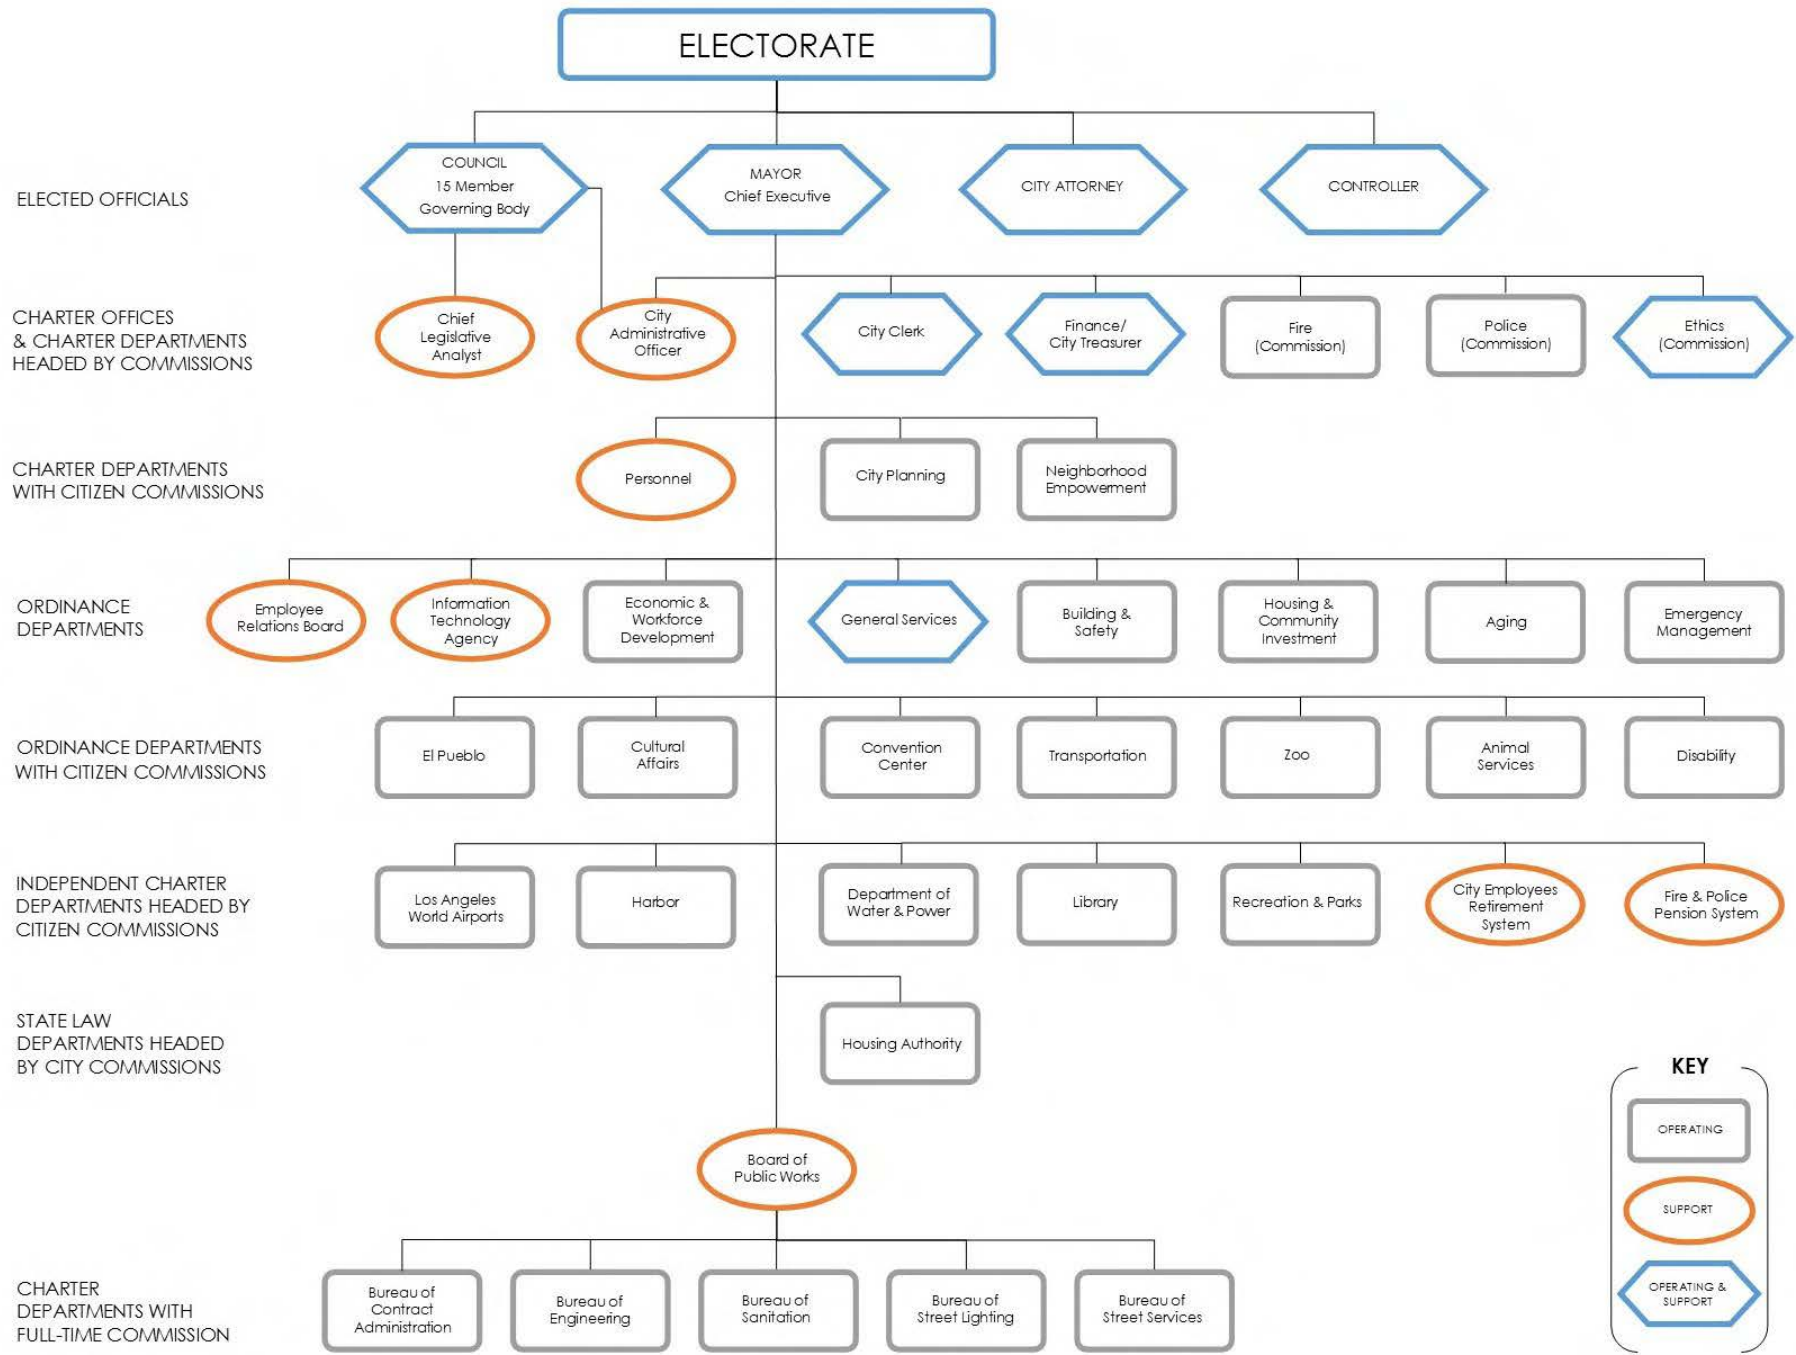 ELECTORATE
ELECTED OFFICIALS
COUNCIL
15 Member
Governing Body
MAYOR
Chief Executive
CITY ATTORNEY
CONTROLLER
CHARTER OFFICES
& CHARTER DEPARTMENTS
HEADED BY COMMISSIONS
Chief
Legislative
Analyst
City
Administrative
Officer
City Clerk
Finance/
City Treasurer
Fire
(Commission)
Police
(Commission)
Ethics
(Commission)
CHARTER DEPARTMENTS
WITH CITIZEN COMMISSIONS
Personnel
City Planning
Neighborhood
Empowerment
ORDINANCE
DEPARTMENTS
Employee
Relations Board
Information
Technology
Agency
Economic &
Workforce
Development
General Services
Building &
Safety
Housing &
Community
Investment
Aging
Emergency
Management
ORDINANCE DEPARTMENTS
WITH CITIZEN COMMISSIONS
El Pueblo
Cultural
Affairs
Convention
Center
Transportation
Zoo
Animal
Services
Disability
INDEPENDENT CHARTER
DEPARTMENTS HEADED BY
CITIZEN COMMISSIONS
Los Angeles
World Airports
Harbor
Department of
Water & Power
Library
Recreation & Parks
City Employees
Retirement
System
Fire & Police
Pension System
STATE LAW
DEPARTMENTS HEADED
BY CITY COMMISSIONS
Housing Authority
Board of
Public Works
CHARTER
DEPARTMENTS WITH
FULL-TIME COMMISSION
Bureau of
Contract
Administration
Bureau of
Engineering
Bureau of
Sanitation
Bureau of
Street Lighting
Bureau of
Street Services
KEY
OPERATING
SUPPORT
OPERATING &
SUPPORT